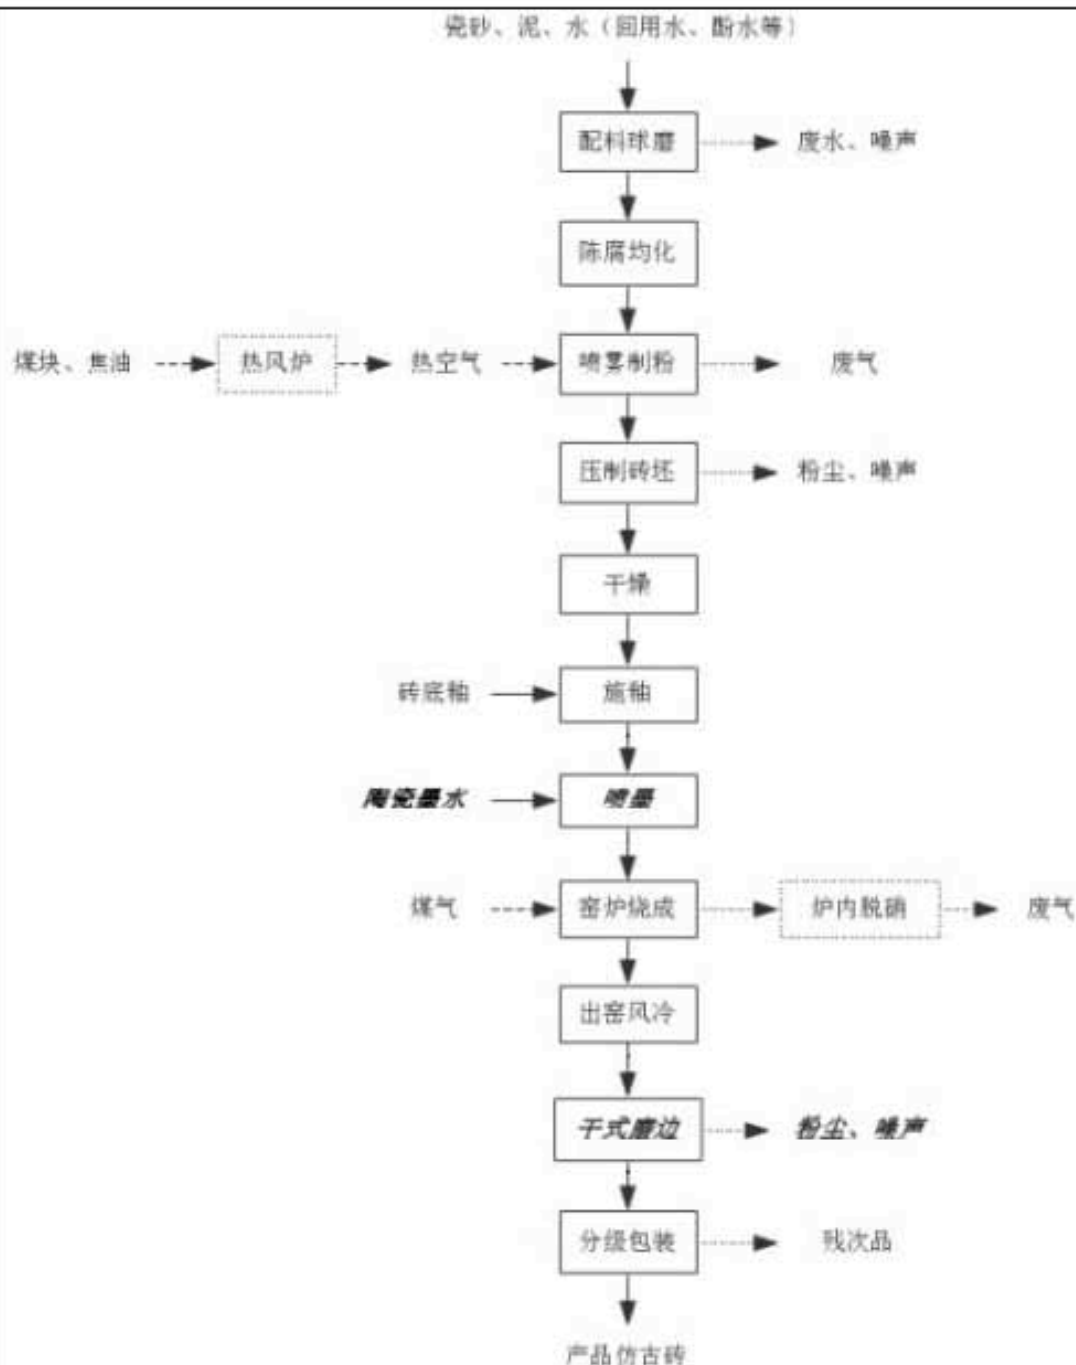 瓷砂、泥、水（回用水、酚水等）
配料球磨 废水、噪声
陈腐均化
煤块、焦油 热风炉 热空气 喷雾制粉 废气
压制砖坯 粉尘、噪声
干燥
砖底釉 施釉
陶瓷墨水 喷墨
煤气 窑炉烧成 炉内脱硝 废气
出窑风冷
干式磨边 粉尘、噪声
分级包装 残次品
产品仿古砖